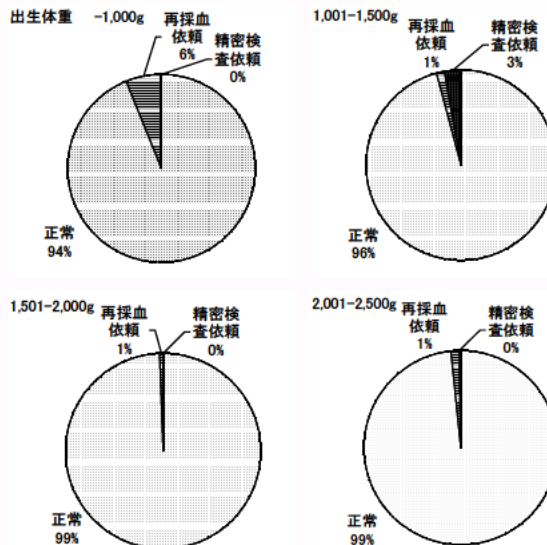 出生体重 -1,000g
再採血
依頼
6%
精密検
査依頼
0%
正常
94%
1,001-1,500g
再採血
依頼
1%
精密検
査依頼
3%
正常
96%
1,501-2,000g
再採血
依頼
1%
精密検
査依頼
0%
正常
99%
2,001-2,500g
再採血
依頼
1%
精密検
査依頼
0%
正常
99%